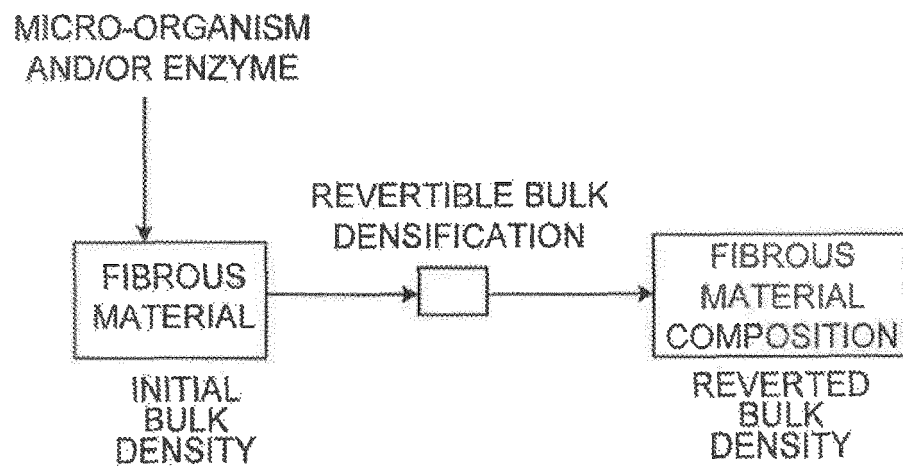 MICRO-ORGANISM
AND/OR ENZYME
REVERTIBLE BULK
DENSIFICATION
FIBROUS
MATERIAL
FIBROUS
MATERIAL
COMPOSITION
INITIAL
BULK
DENSITY
REVERTED
BULK
DENSITY